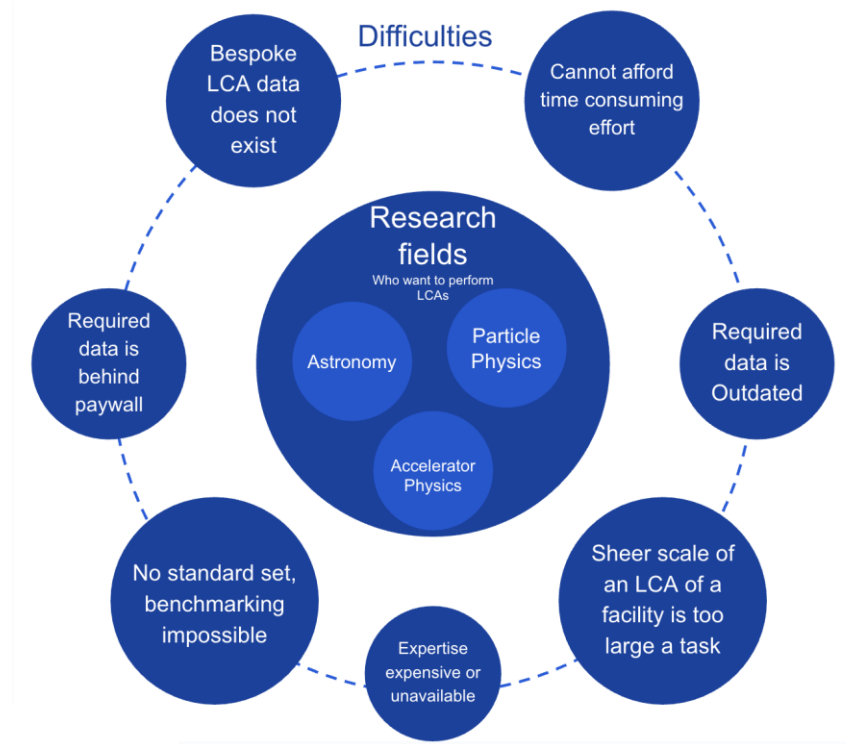 Difficulties
Bespoke
LCA data
does not
exist
Cannot afford
time consuming
effort
Research
fields
Who want to perform
LCAs
Astronomy
Particle
Physics
Accelerator
Physics
Required
data is
behind
paywall
Required
data is
Outdated
No standard set,
benchmarking
impossible
Sheer scale of
an LCA of a
facility is too
large a task
Expertise
expensive or
unavailable